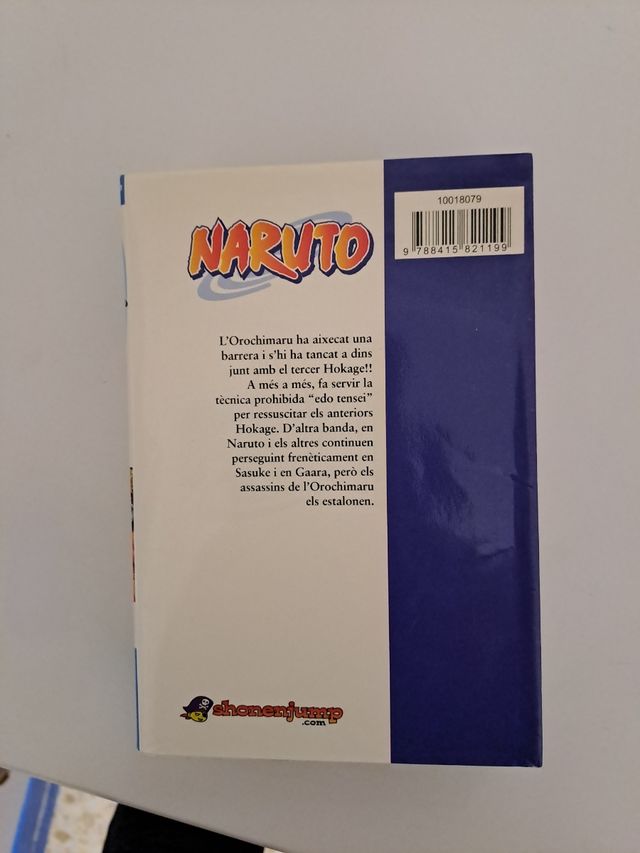 10018079
9 788415 821199
NARUTO
L'Orochimaru ha aixecat una
barrera i s'hi ha tancat a dins
junt amb el tercer Hokage!!
A més a més, fa servir la
tècnica prohibida “edo tensei”
per ressuscitar els anteriors
Hokage. D'altra banda, en
Naruto i els altres continuen
perseguint frenèticament en
Sasuke i en Gaara, però els
assassins de l'Orochimaru
els estalonen.
shonenjump
.com